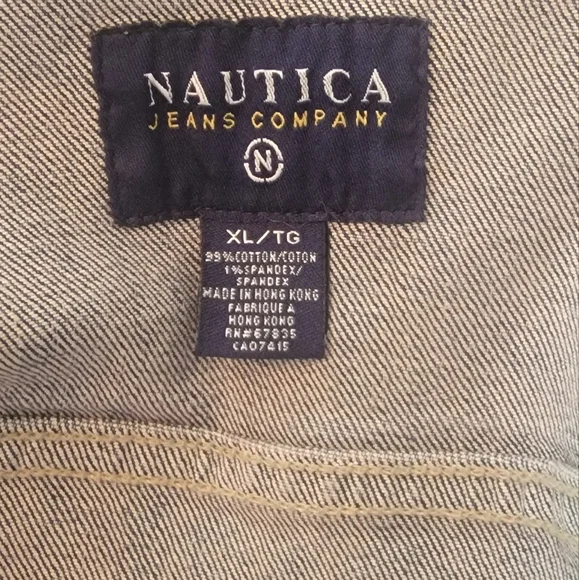 NAUTICA
JEANS COMPANY
N
XL/TG
99%COTTON/COTON
1%SPANDEX/
SPANDEX
MADE IN HONG KONG
FABRIQUE A
HONG KONG
RN#67835
CA07415